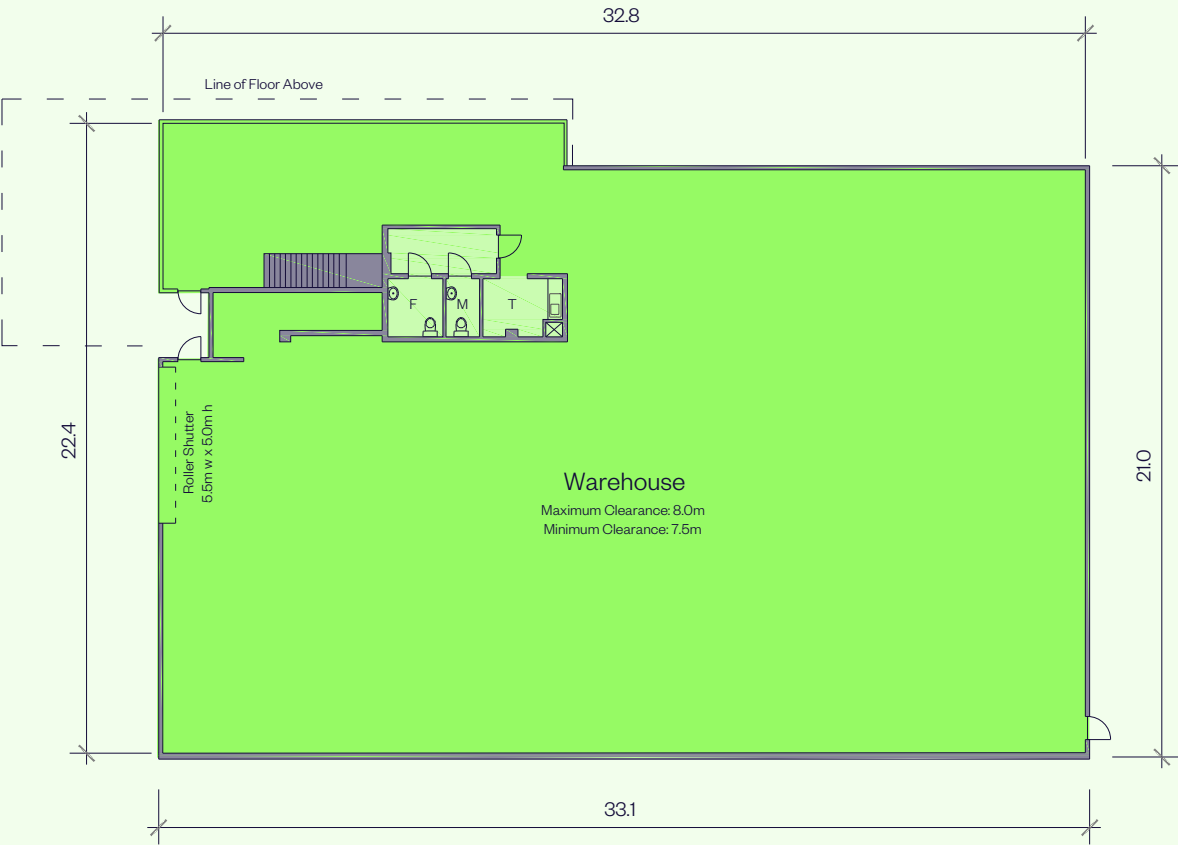 32.8
Line of Floor Above
F
M
T
22.4
Roller Shutter
5.5m w x 5.0m h
Warehouse
Maximum Clearance: 8.0m
Minimum Clearance: 7.5m
21.0
33.1